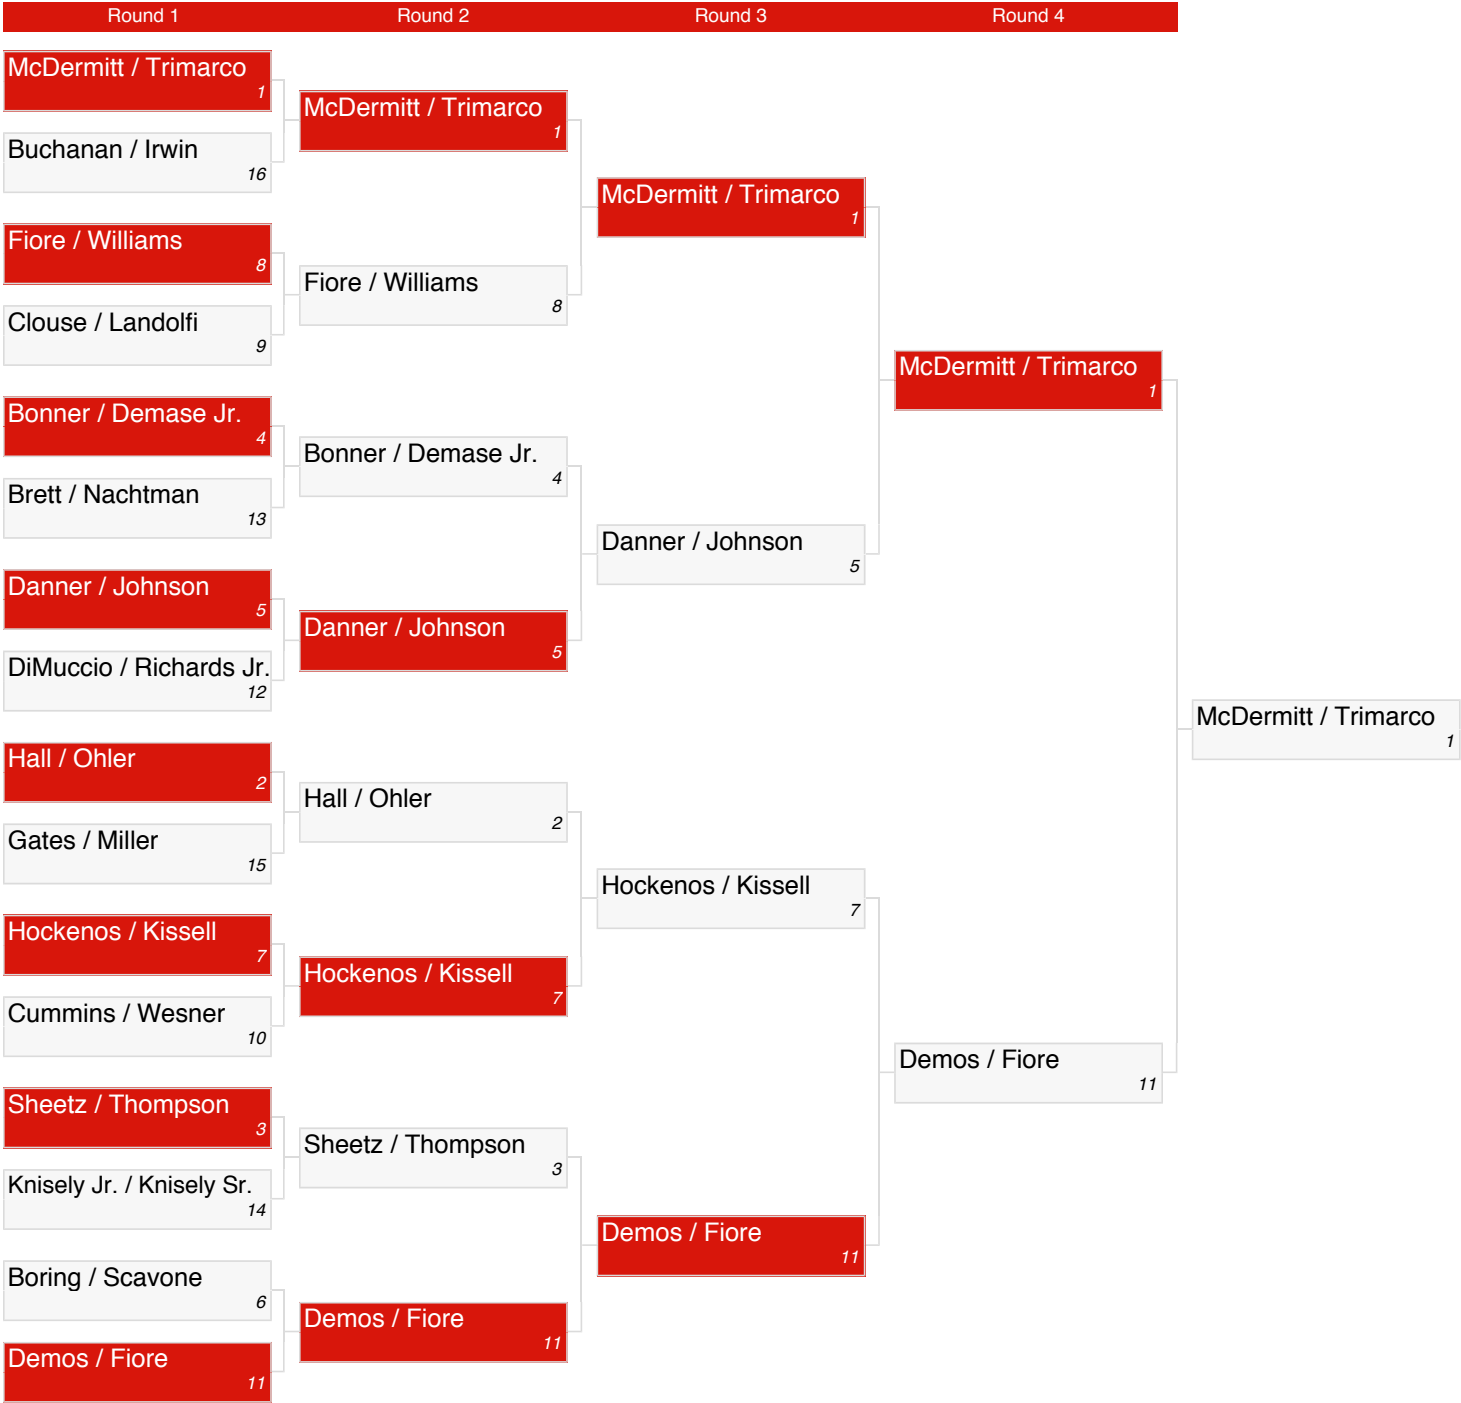 Round 1
Round 2
Round 3
Round 4
McDermitt / Trimarco
1
Buchanan / Irwin
16
Fiore / Williams
8
Clouse / Landolfi
9
Bonner / Demase Jr.
4
Brett / Nachtman
13
Danner / Johnson
5
DiMuccio / Richards Jr.
12
Hall / Ohler
2
Gates / Miller
15
Hockenos / Kissell
7
Cummins / Wesner
10
Sheetz / Thompson
3
Knisely Jr. / Knisely Sr.
14
Boring / Scavone
6
Demos / Fiore
11
McDermitt / Trimarco
1
Fiore / Williams
8
Bonner / Demase Jr.
4
Danner / Johnson
5
Hall / Ohler
2
Hockenos / Kissell
7
Sheetz / Thompson
3
Demos / Fiore
11
McDermitt / Trimarco
1
Danner / Johnson
5
Hockenos / Kissell
7
Demos / Fiore
11
McDermitt / Trimarco
1
Demos / Fiore
11
McDermitt / Trimarco
1